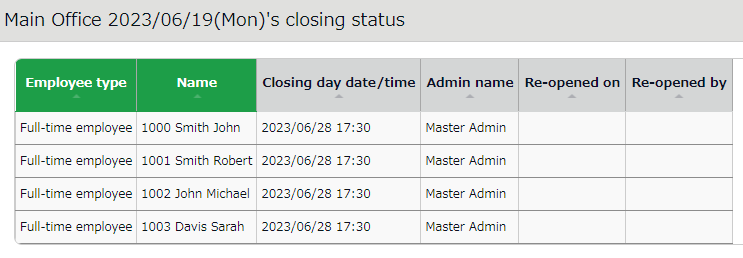 Main Office 2023/06/19(Mon)'s closing status
Employee type Name Closing day date/time Admin name Re-opened on Re-opened by
Full-time employee 1000 Smith John 2023/06/28 17:30 Master Admin
Full-time employee 1001 Smith Robert 2023/06/28 17:30 Master Admin
Full-time employee 1002 John Michael 2023/06/28 17:30 Master Admin
Full-time employee 1003 Davis Sarah 2023/06/28 17:30 Master Admin